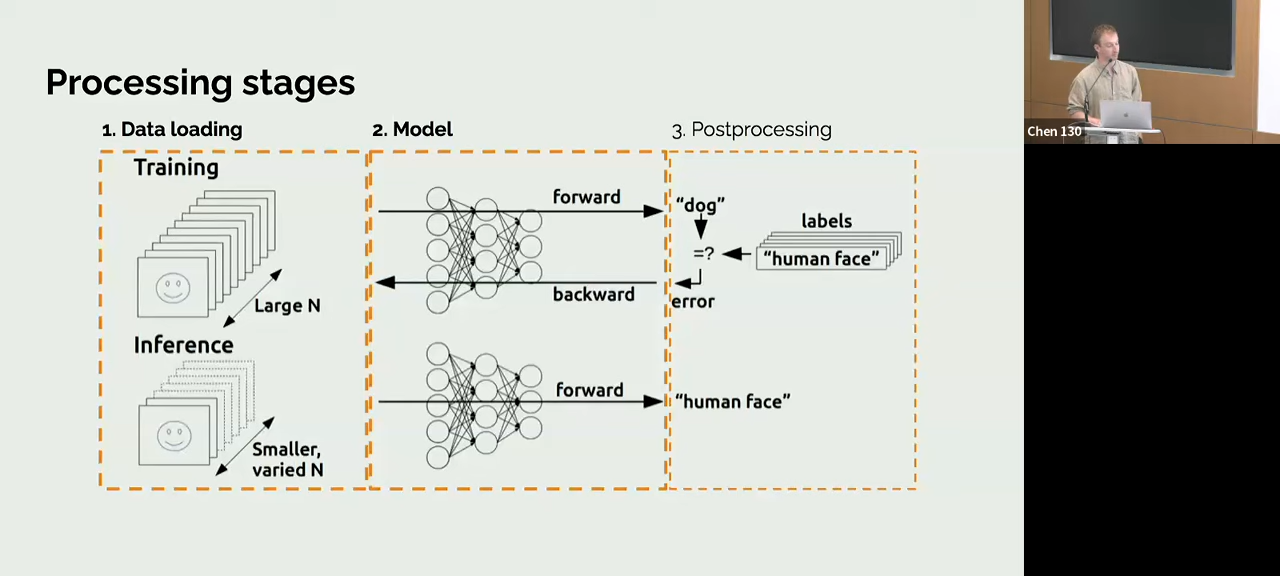 Processing stages
1. Data loading
2. Model
3. Postprocessing
Training
Large N
forward
backward
"dog"
=?
labels
"human face"
error
Inference
Smaller,
varied N
forward
"human face"
Chen 130